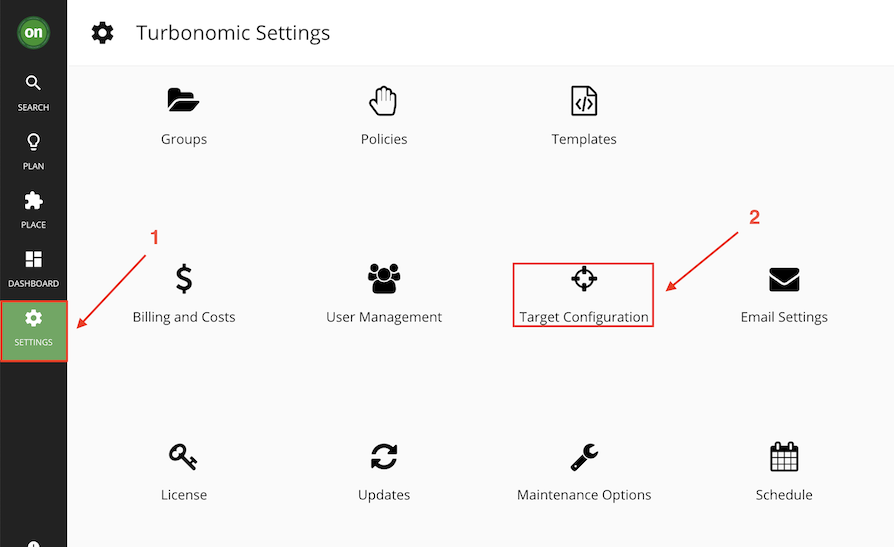 on
Turbonomic Settings
SEARCH
PLAN
PLACE
DASHBOARD
SETTINGS
Groups
Policies
Templates
1
2
Billing and Costs
User Management
Target Configuration
Email Settings
License
Updates
Maintenance Options
Schedule